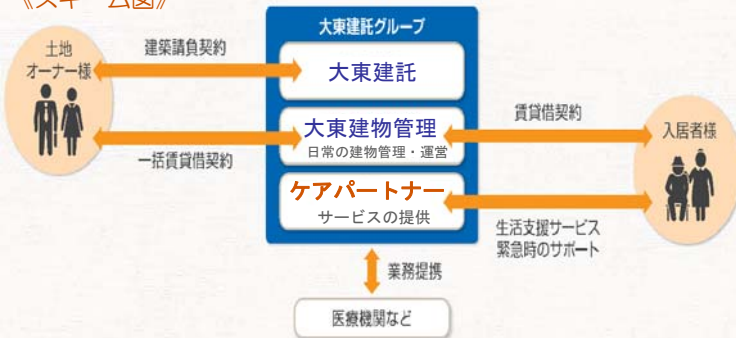 《スキーム図》
大東建託グループ
土地
オーナー様
建築請負契約
大東建託
大東建物管理
日常の建物管理・運営
賃貸借契約
入居者様
一括賃貸借契約
ケアパートナー
サービスの提供
生活支援サービス
緊急時のサポート
業務提携
医療機関など